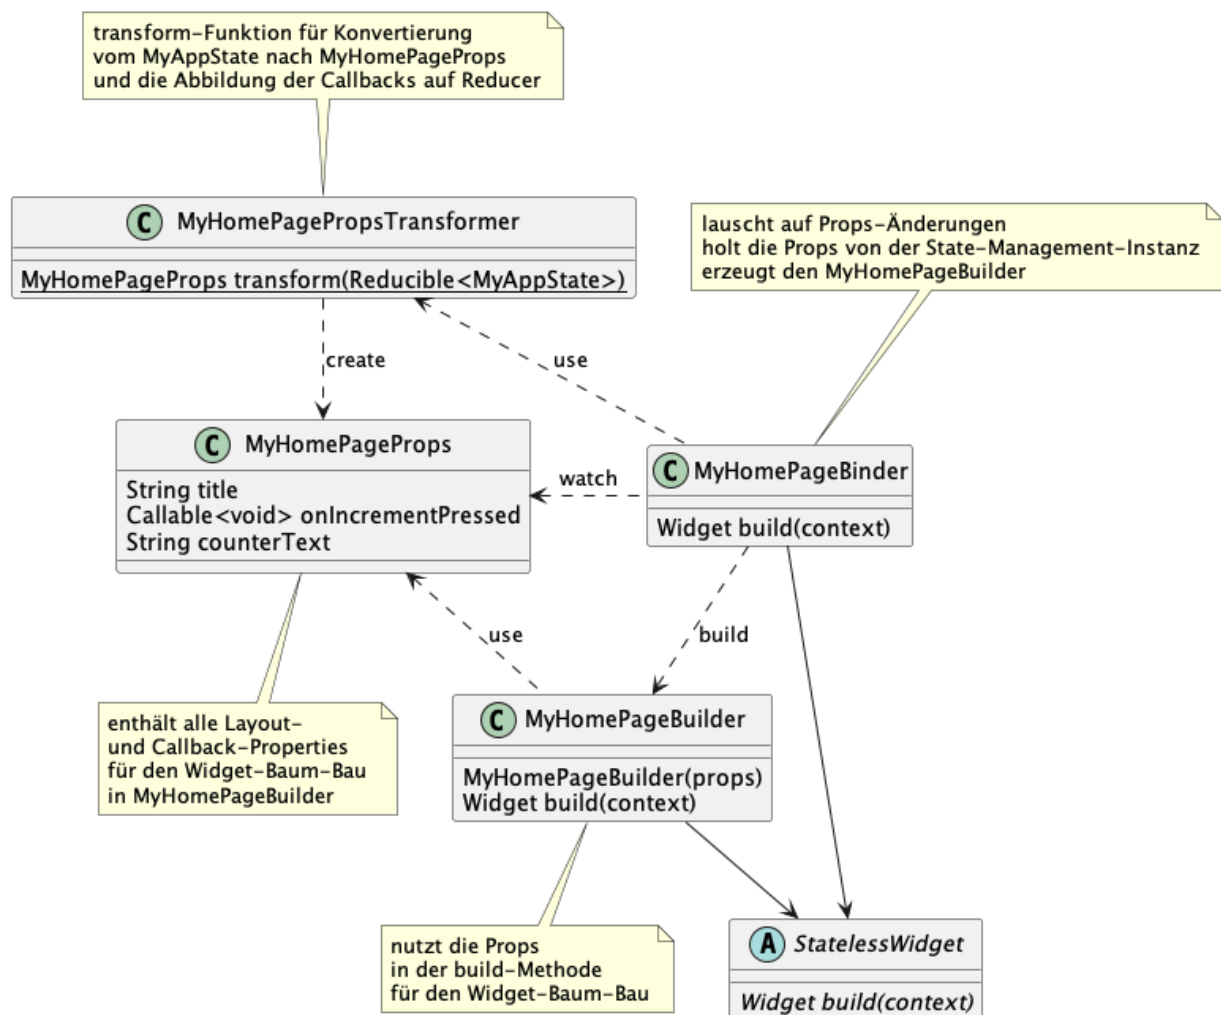 transform-Funktion für Konvertierung
vom MyAppState nach MyHomePageProps
und die Abbildung der Callbacks auf Reducer
C MyHomePagePropsTransformer
MyHomePageProps transform(Reducible<MyAppState>)
lauscht auf Props-Änderungen
holt die Props von der State-Management-Instanz
erzeugt den MyHomePageBuilder
create
use
C MyHomePageProps
String title
Callable<void> onIncrementPressed
String counterText
watch
C MyHomePageBinder
Widget build(context)
use
build
enthält alle Layout-
und Callback-Properties
für den Widget-Baum-Bau
in MyHomePageBuilder
C MyHomePageBuilder
MyHomePageBuilder(props)
Widget build(context)
nutzt die Props
in der build-Methode
für den Widget-Baum-Bau
A StatelessWidget
Widget build(context)